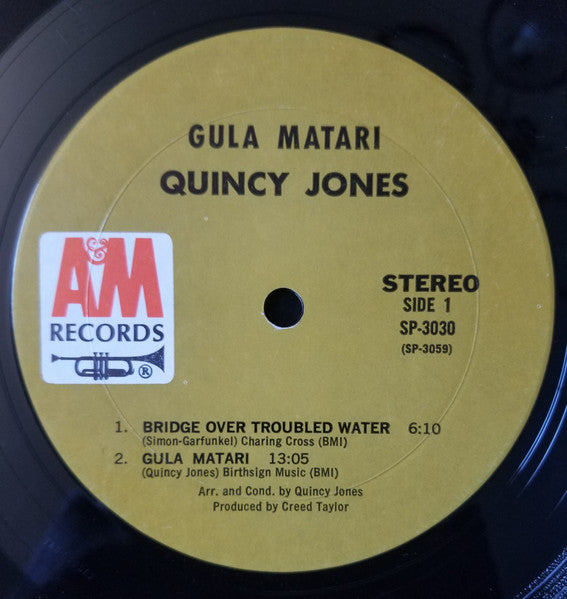 GULA MATARI
QUINCY JONES
A&M
RECORDS
®
STEREO
SIDE 1
SP-3030
(SP-3059)
1. BRIDGE OVER TROUBLED WATER 6:10
(Simon-Garfunkel) Charing Cross (BMI)
2. GULA MATARI 13:05
(Quincy Jones) Birthsign Music (BMI)
Arr. and Cond. by Quincy Jones
Produced by Creed Taylor